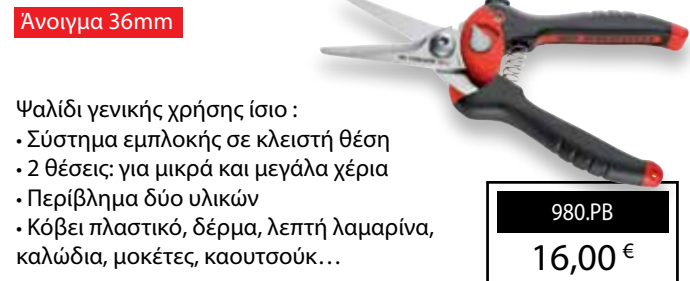 Άνοιγμα 36mm
Ψαλίδι γενικής χρήσης ίσιο :
• Σύστημα εμπλοκής σε κλειστή θέση
• 2 θέσεις: για μικρά και μεγάλα χέρια
• Περίβλημα δύο υλικών
• Κόβει πλαστικό, δέρμα, λεπτή λαμαρίνα,
καλώδια, μοκέτες, καουτσούκ…
980.PB
16,00 €